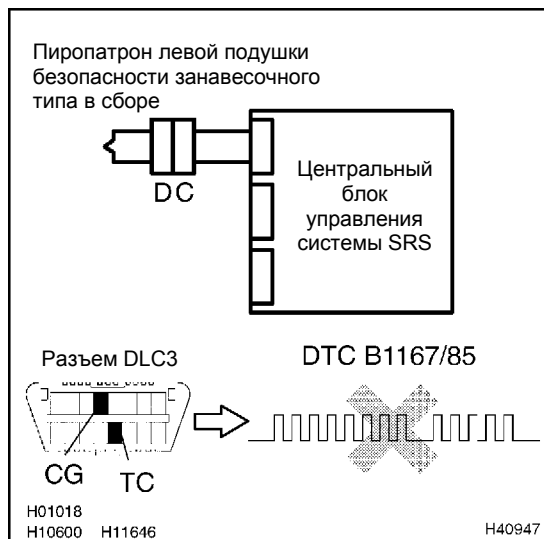 Пиропатрон левой подушки
безопасности занавесочного
типа в сборе
D C
Центральный
блок
управления
системы SRS
Разъем DLC3
DTC B1167/85
CG
TC
H01018
H10600 H11646
H40947